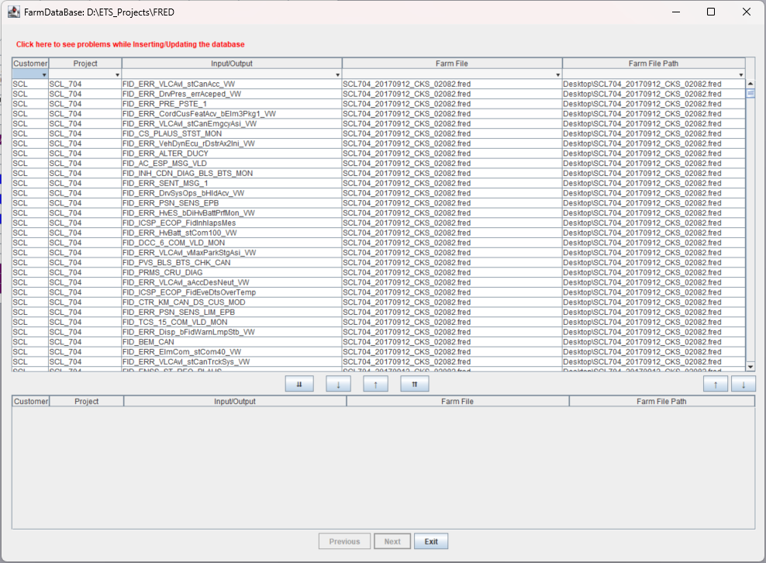 FarmDataBase: D:\ETS_Projects\FRED
Click here to see problems while Inserting/Updating the database
Customer Project Input/Output Farm File Farm File Path
SCL SCL_704 FID_ERR_VLCAvl_stCanAcc_VW SCL704_20170912_CKS_02082.fred Desktop\SCL704_20170912_CKS_02082.fred
SCL SCL_704 FID_ERR_DrvPres_errAceped_VW SCL704_20170912_CKS_02082.fred Desktop\SCL704_20170912_CKS_02082.fred
SCL SCL_704 FID_ERR_PRE_PSTE_1 SCL704_20170912_CKS_02082.fred Desktop\SCL704_20170912_CKS_02082.fred
SCL SCL_704 FID_ERR_CordCusFeatAcv_bElm3Pkg1_VW SCL704_20170912_CKS_02082.fred Desktop\SCL704_20170912_CKS_02082.fred
SCL SCL_704 FID_ERR_VLCAvl_stCanEmgcyAsi_VW SCL704_20170912_CKS_02082.fred Desktop\SCL704_20170912_CKS_02082.fred
SCL SCL_704 FID_CS_PLAUS_STST_MON SCL704_20170912_CKS_02082.fred Desktop\SCL704_20170912_CKS_02082.fred
SCL SCL_704 FID_ERR_VehDynEcu_rDstrAx2Ini_VW SCL704_20170912_CKS_02082.fred Desktop\SCL704_20170912_CKS_02082.fred
SCL SCL_704 FID_ERR_ALTER_DUCY SCL704_20170912_CKS_02082.fred Desktop\SCL704_20170912_CKS_02082.fred
SCL SCL_704 FID_AC_ESP_MSG_VLD SCL704_20170912_CKS_02082.fred Desktop\SCL704_20170912_CKS_02082.fred
SCL SCL_704 FID_INH_CDN_DIAG_BLS_BTS_MON SCL704_20170912_CKS_02082.fred Desktop\SCL704_20170912_CKS_02082.fred
SCL SCL_704 FID_ERR_SENT_MSG_1 SCL704_20170912_CKS_02082.fred Desktop\SCL704_20170912_CKS_02082.fred
SCL SCL_704 FID_ERR_DrvSysOps_bHldAcv_VW SCL704_20170912_CKS_02082.fred Desktop\SCL704_20170912_CKS_02082.fred
SCL SCL_704 FID_ERR_PSN_SENS_EPB SCL704_20170912_CKS_02082.fred Desktop\SCL704_20170912_CKS_02082.fred
SCL SCL_704 FID_ERR_HvES_bDiHvBattPrfMon_VW SCL704_20170912_CKS_02082.fred Desktop\SCL704_20170912_CKS_02082.fred
SCL SCL_704 FID_ICSP_ECOP_FidInhlapsMes SCL704_20170912_CKS_02082.fred Desktop\SCL704_20170912_CKS_02082.fred
SCL SCL_704 FID_ERR_HvBatt_stCom100_VW SCL704_20170912_CKS_02082.fred Desktop\SCL704_20170912_CKS_02082.fred
SCL SCL_704 FID_DCC_6_COM_VLD_MON SCL704_20170912_CKS_02082.fred Desktop\SCL704_20170912_CKS_02082.fred
SCL SCL_704 FID_ERR_VLCAvl_vMaxParkStgAsi_VW SCL704_20170912_CKS_02082.fred Desktop\SCL704_20170912_CKS_02082.fred
SCL SCL_704 FID_PVS_BLS_BTS_CHK_CAN SCL704_20170912_CKS_02082.fred Desktop\SCL704_20170912_CKS_02082.fred
SCL SCL_704 FID_PRMS_CRU_DIAG SCL704_20170912_CKS_02082.fred Desktop\SCL704_20170912_CKS_02082.fred
SCL SCL_704 FID_ERR_VLCAvl_aAccDesNeut_VW SCL704_20170912_CKS_02082.fred Desktop\SCL704_20170912_CKS_02082.fred
SCL SCL_704 FID_ICSP_ECOP_FidEveDtsOverTemp SCL704_20170912_CKS_02082.fred Desktop\SCL704_20170912_CKS_02082.fred
SCL SCL_704 FID_CTR_KM_CAN_DS_CUS_MOD SCL704_20170912_CKS_02082.fred Desktop\SCL704_20170912_CKS_02082.fred
SCL SCL_704 FID_ERR_PSN_SENS_LIM_EPB SCL704_20170912_CKS_02082.fred Desktop\SCL704_20170912_CKS_02082.fred
SCL SCL_704 FID_TCS_15_COM_VLD_MON SCL704_20170912_CKS_02082.fred Desktop\SCL704_20170912_CKS_02082.fred
SCL SCL_704 FID_ERR_Disp_bFidWarnLmpStb_VW SCL704_20170912_CKS_02082.fred Desktop\SCL704_20170912_CKS_02082.fred
SCL SCL_704 FID_BEM_CAN SCL704_20170912_CKS_02082.fred Desktop\SCL704_20170912_CKS_02082.fred
SCL SCL_704 FID_ERR_ElmCom_stCom40_VW SCL704_20170912_CKS_02082.fred Desktop\SCL704_20170912_CKS_02082.fred
SCL SCL_704 FID_ERR_VLCAvl_stCanTrckSys_VW SCL704_20170912_CKS_02082.fred Desktop\SCL704_20170912_CKS_02082.fred
Customer Project Input/Output Farm File Farm File Path
Previous Next Exit